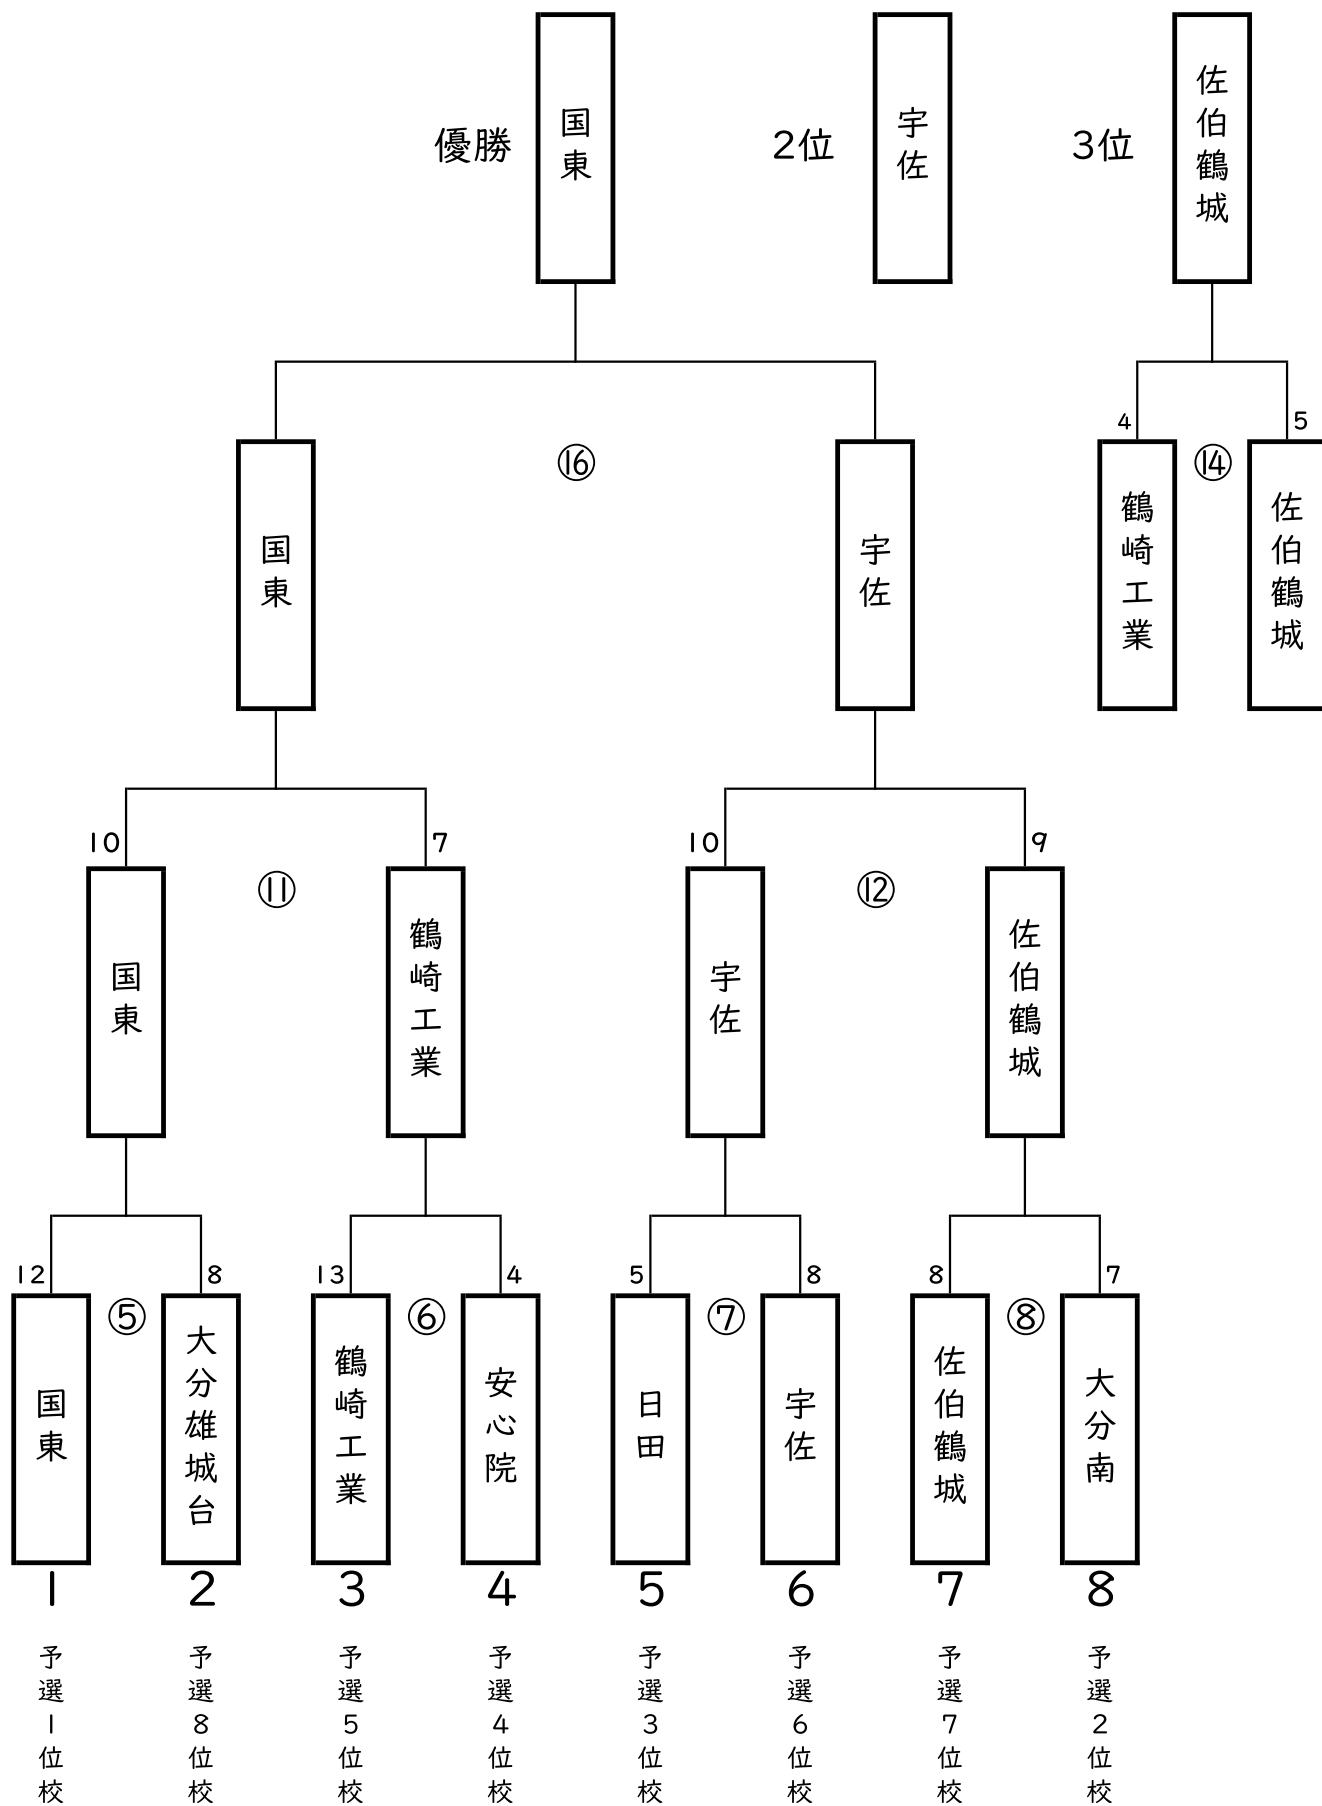 優勝
国東
2位
宇佐
3位
佐伯鶴城
4
5
⑯
⑭
国東
宇佐
鶴崎工業
佐伯鶴城
10
7
10
9
⑪
⑫
国東
鶴崎工業
宇佐
佐伯鶴城
12
8
13
4
5
8
8
7
⑤
⑥
⑦
⑧
国東
大分雄城台
鶴崎工業
安心院
日田
宇佐
佐伯鶴城
大分南
1
2
3
4
5
6
7
8
予選1位校
予選8位校
予選5位校
予選4位校
予選3位校
予選6位校
予選7位校
予選2位校